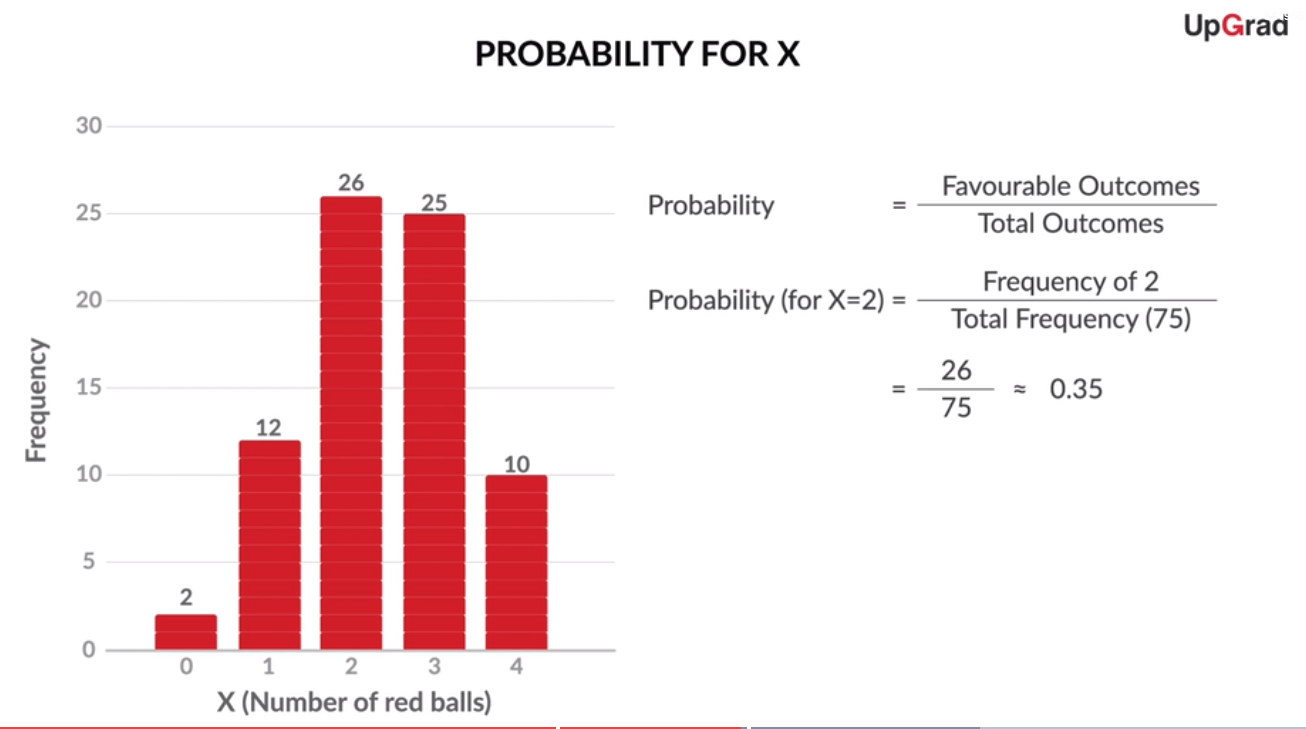 UpGrad
PROBABILITY FOR X
30
25
20
15
10
5
0
Frequency
2
12
26
25
10
0 1 2 3 4
X (Number of red balls)
Probability = Favourable Outcomes
Total Outcomes
Probability (for X=2) = Frequency of 2
Total Frequency (75)
= 26
75
≈ 0.35